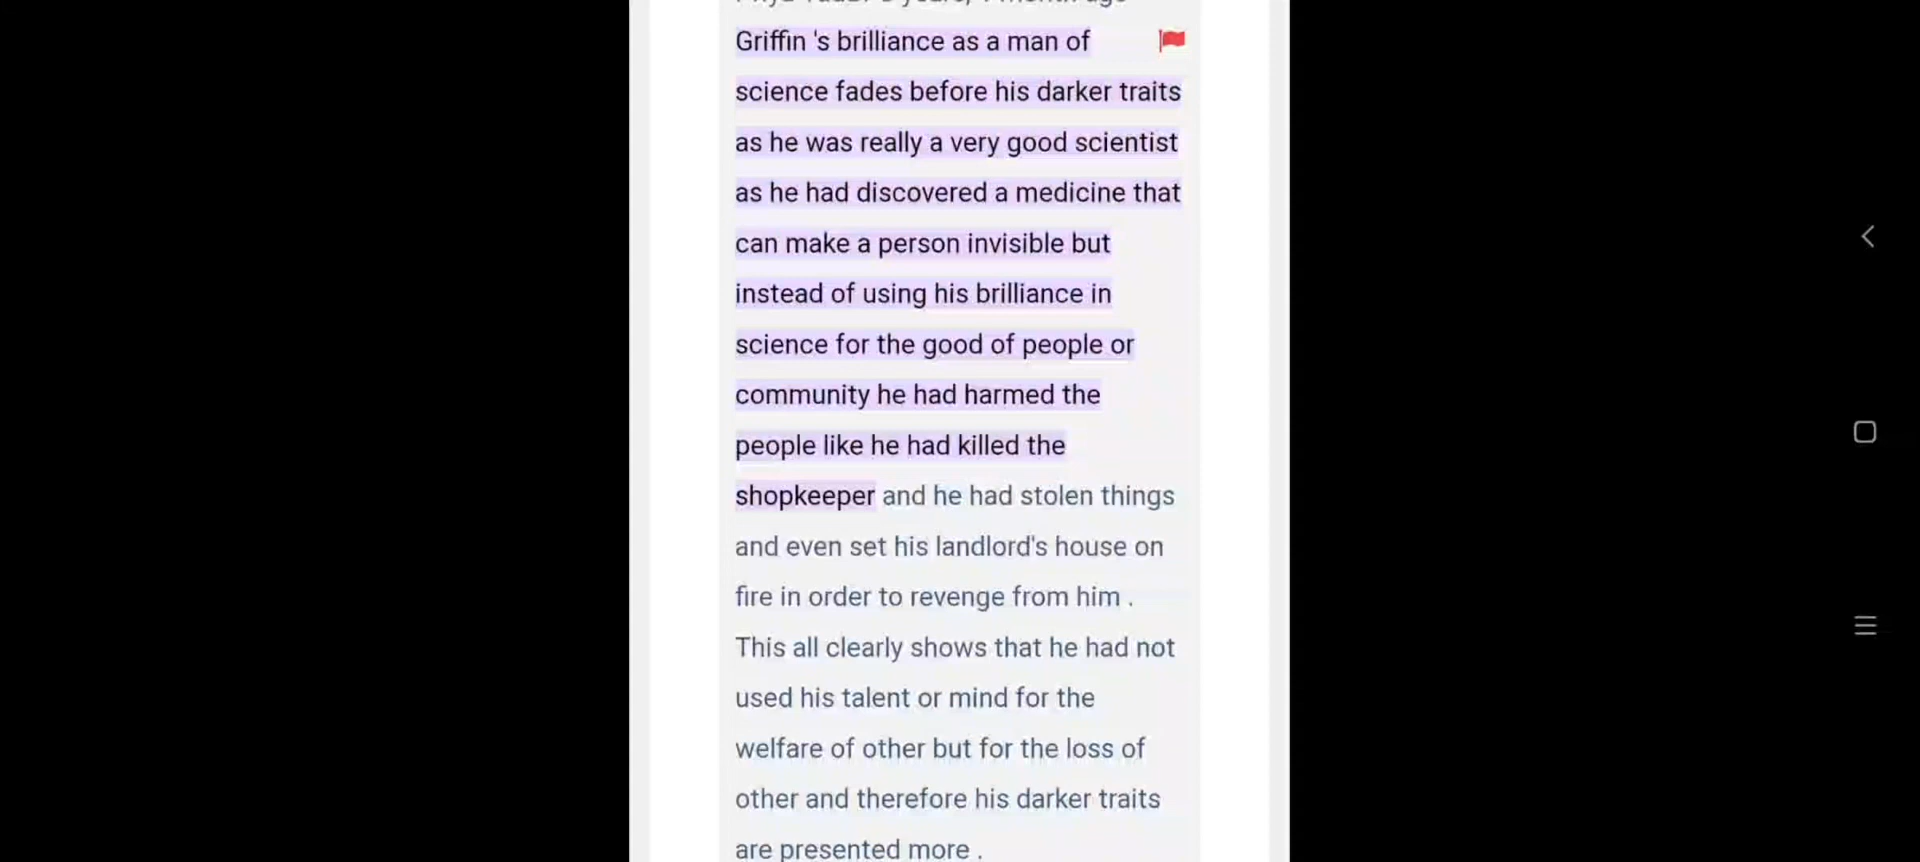 Griffin 's brilliance as a man of
science fades before his darker traits
as he was really a very good scientist
as he had discovered a medicine that
can make a person invisible but
instead of using his brilliance in
science for the good of people or
community he had harmed the
people like he had killed the
shopkeeper and he had stolen things
and even set his landlord's house on
fire in order to revenge from him .
This all clearly shows that he had not
used his talent or mind for the
welfare of other but for the loss of
other and therefore his darker traits
are presented more .